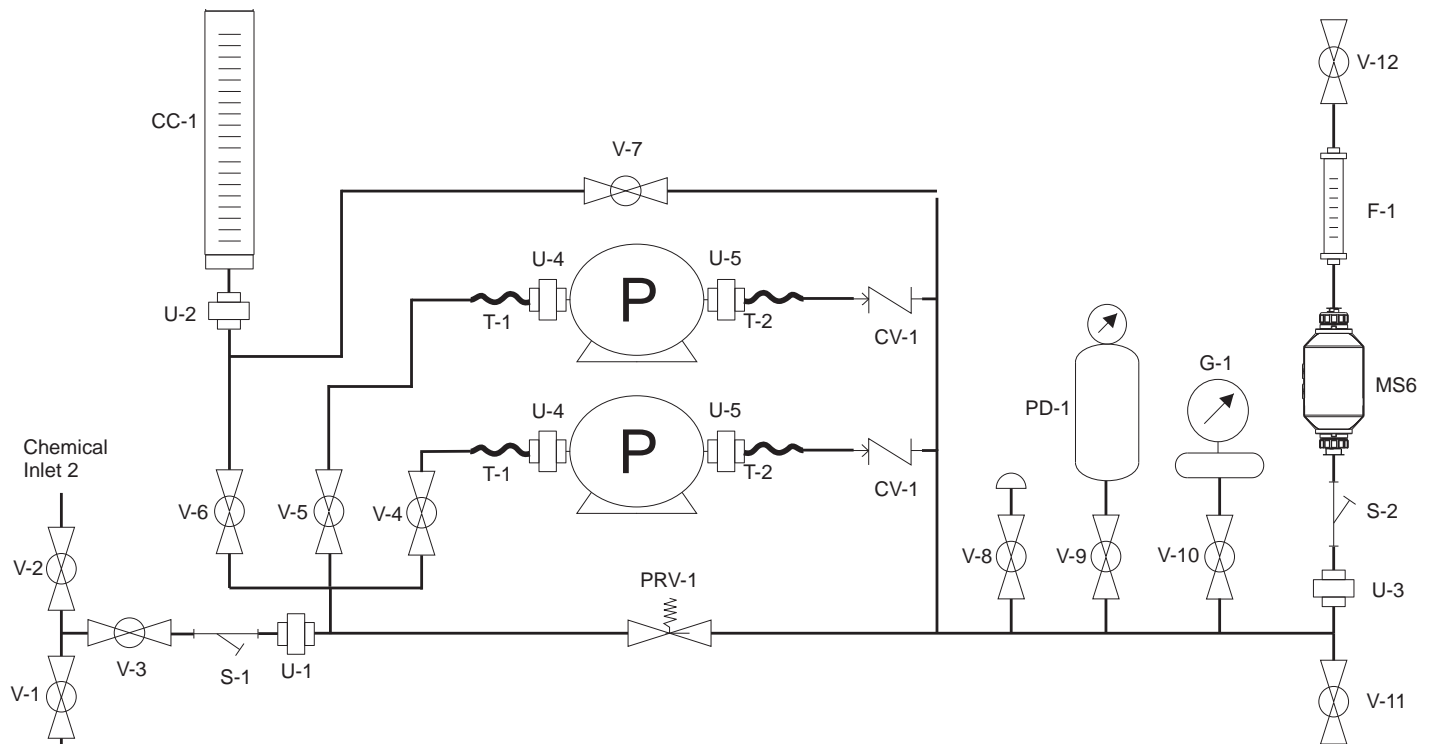 V-12
CC-1
V-7
F-1
U-4
U-5
P
U-2
T-1
T-2
CV-1
G-1
MS6
PD-1
U-4
U-5
P
Chemical
Inlet 2
T-1
T-2
CV-1
V-6
V-5
V-4
S-2
V-2
V-8
V-9
V-10
PRV-1
U-3
V-3
S-1
U-1
V-1
V-11